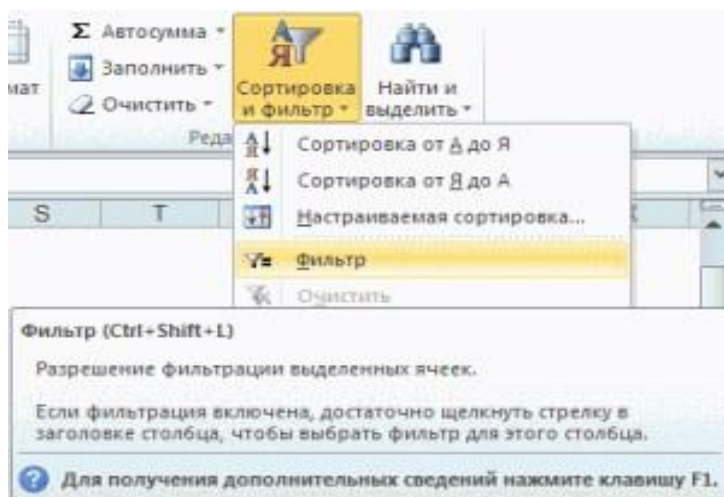 Σ Автосумма
Заполнить
Очистить
Сортировка
и фильтр
Найти и
выделить
мат
Реда
Сортировка от А до Я
Сортировка от Я до А
Настраиваемая сортировка...
S T
Фильтр
Очистить
Фильтр (Ctrl+Shift+L)
Разрешение фильтрации выделенных ячеек.
Если фильтрация включена, достаточно щелкнуть стрелку в
заголовке столбца, чтобы выбрать фильтр для этого столбца.
Для получения дополнительных сведений нажмите клавишу F1.